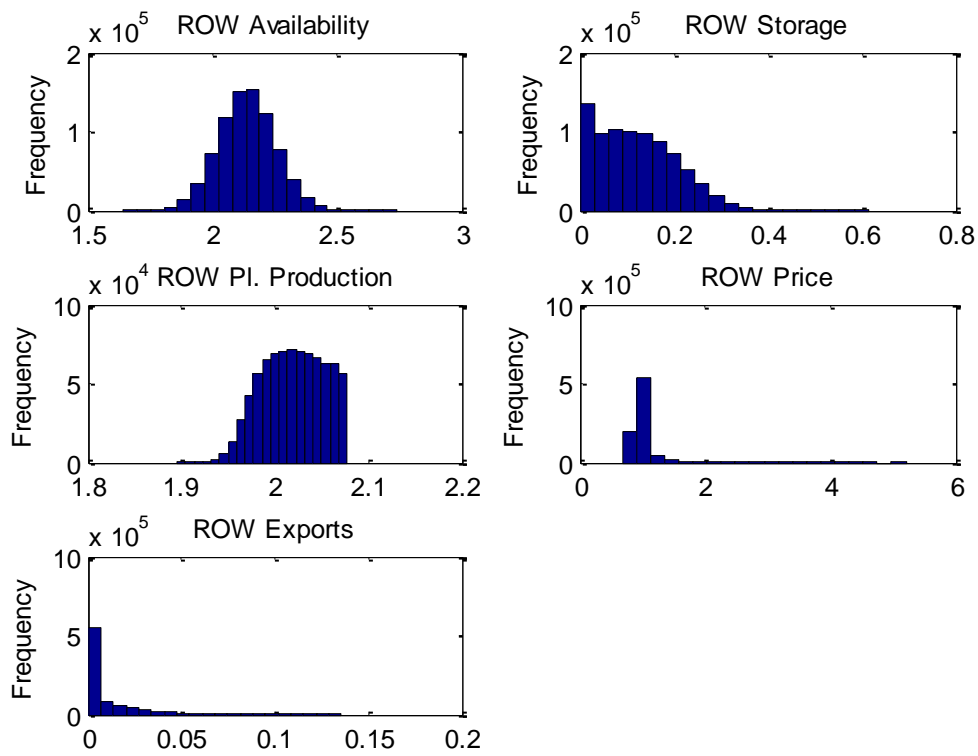 x 10^5 ROW Availability
Frequency
2
1
0
1.5 2 2.5 3
x 10^5 ROW Storage
Frequency
2
1
0
0 0.2 0.4 0.6 0.8
x 10^4 ROW Pl. Production
Frequency
10
5
0
1.8 1.9 2 2.1 2.2
x 10^5 ROW Price
Frequency
10
5
0
0 2 4 6
x 10^5 ROW Exports
Frequency
10
5
0
0 0.05 0.1 0.15 0.2